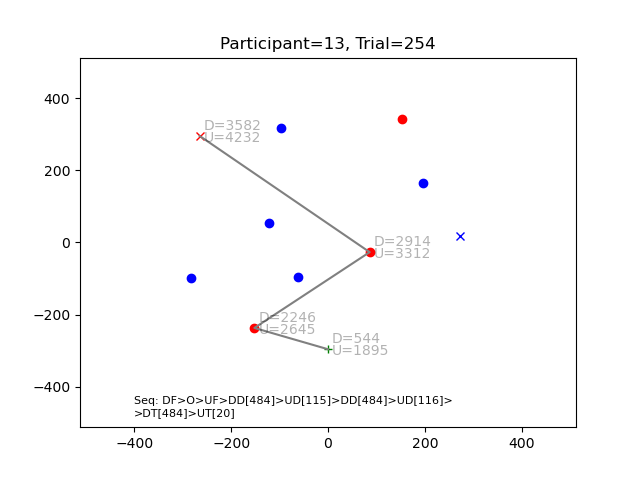 Participant=13, Trial=254
400
200
0
−200
−400
D=3582
U=4232
D=2914
U=3312
D=2246
U=2645
D=544
U=1895
Seq: DF>O>UF>DD[484]>UD[115]>DD[484]>UD[116]>
>DT[484]>UT[20]
−400 −200 0 200 400